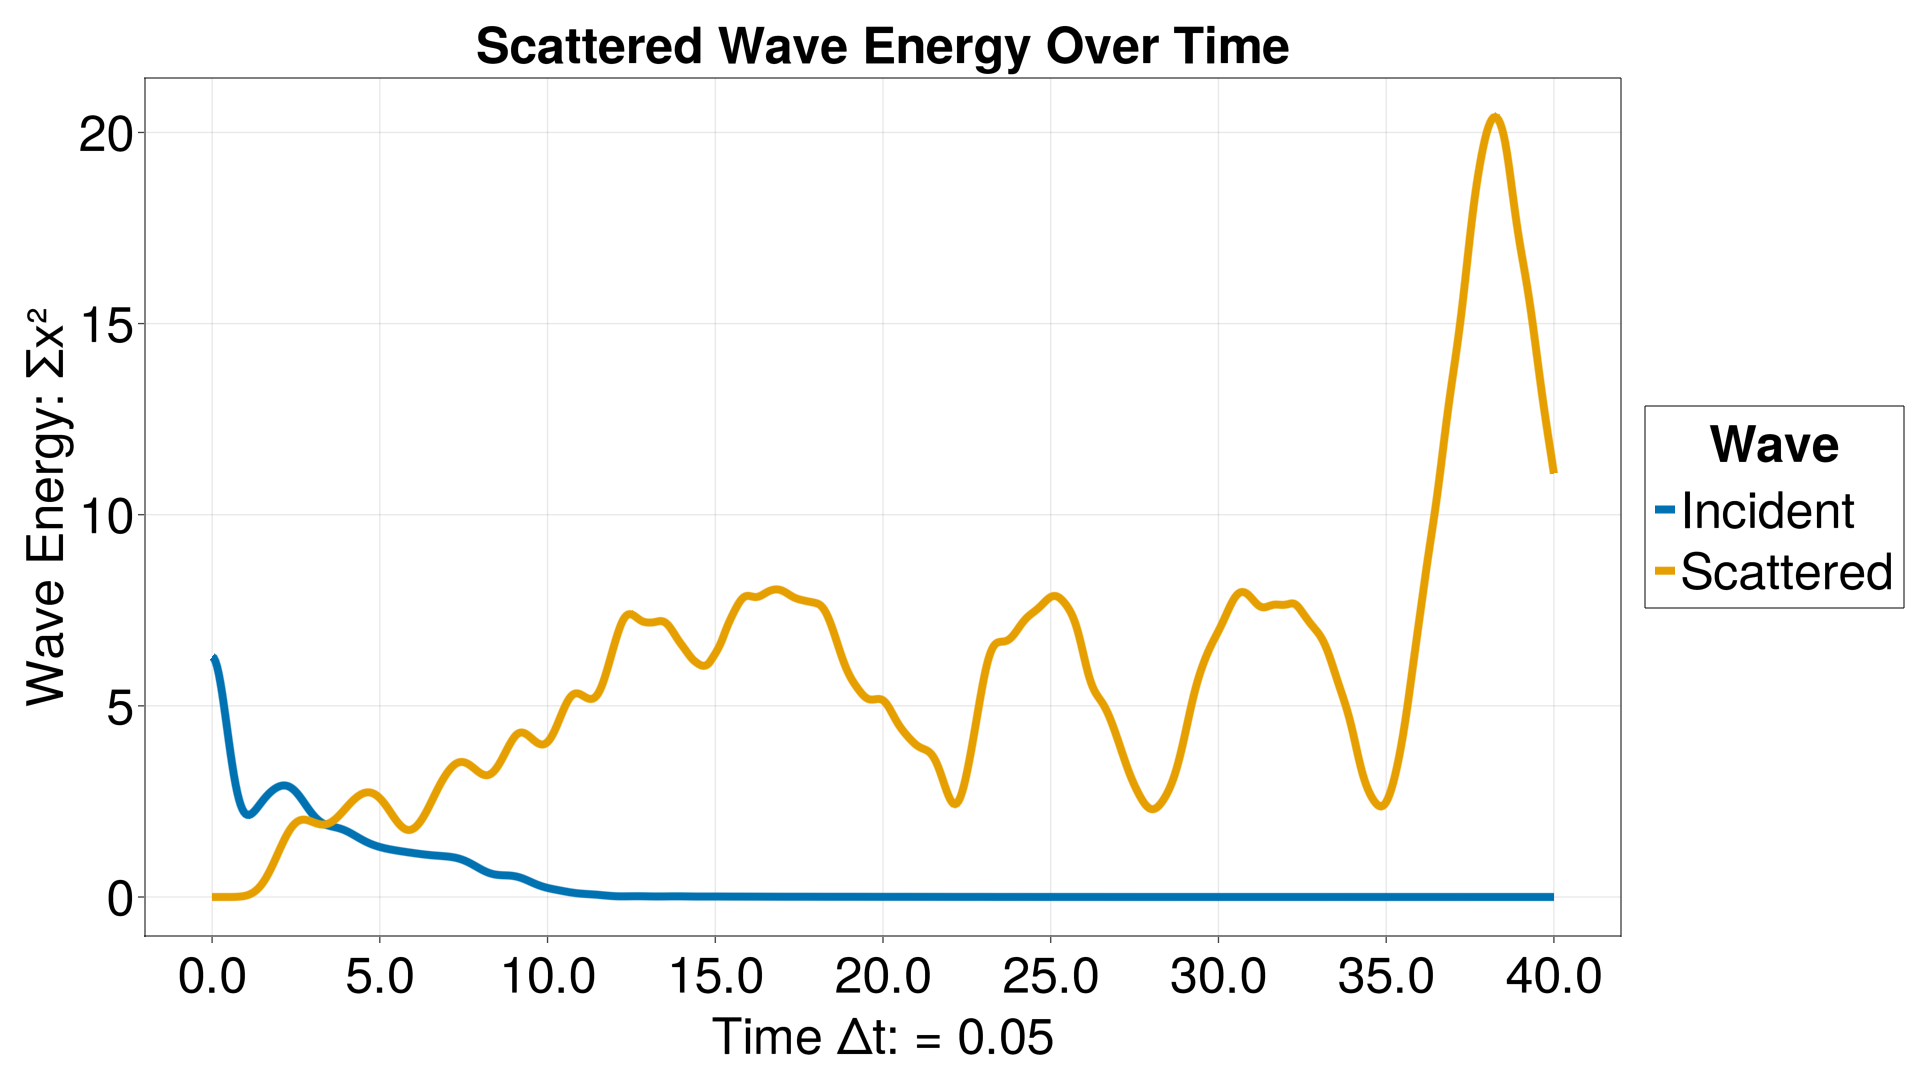 Scattered Wave Energy Over Time
Wave Energy: Σx²
20
15
10
5
0
0.0 5.0 10.0 15.0 20.0 25.0 30.0 35.0 40.0
Time Δt: = 0.05
Wave
Incident
Scattered